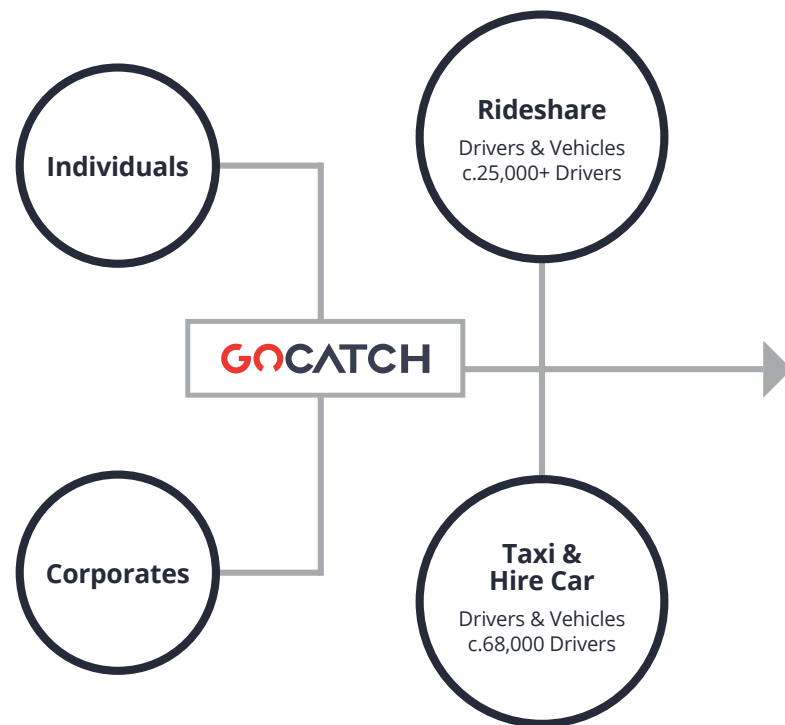 Individuals
Rideshare
Drivers & Vehicles
c.25,000+ Drivers
GOCATCH
Corporates
Taxi &
Hire Car
Drivers & Vehicles
c.68,000 Drivers